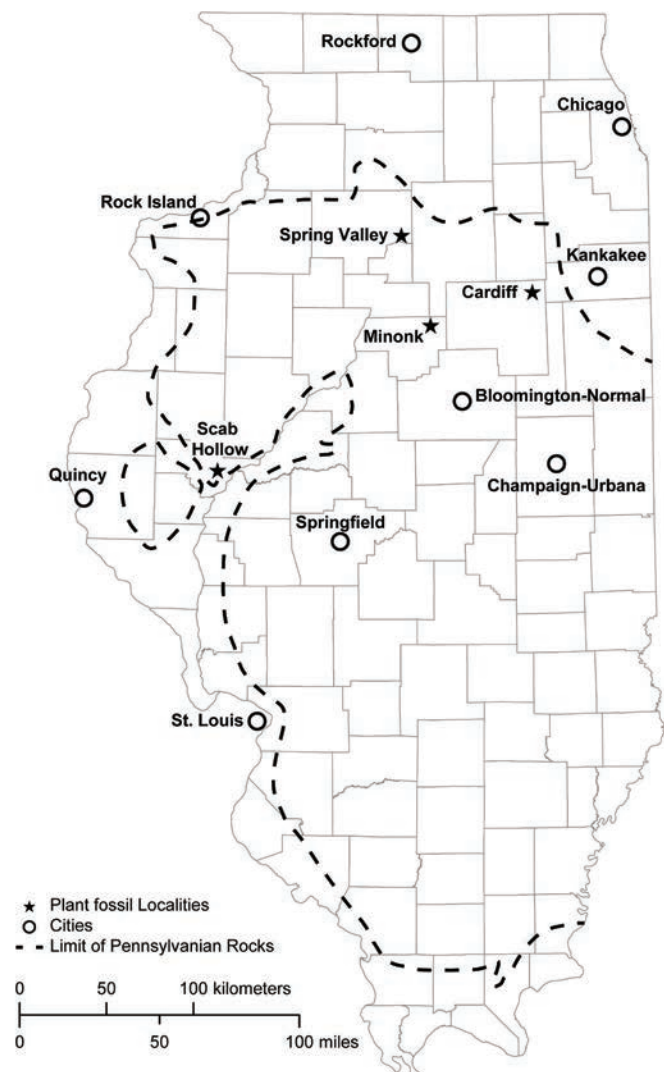 Rockford
Chicago
Rock Island
Spring Valley
Kankakee
Cardiff
Minonk
Bloomington-Normal
Scab
Hollow
Quincy
Champaign-Urbana
Springfield
St. Louis
Plant fossil Localities
Cities
Limit of Pennsylvanian Rocks
0 100 kilometers
0 50 100 miles